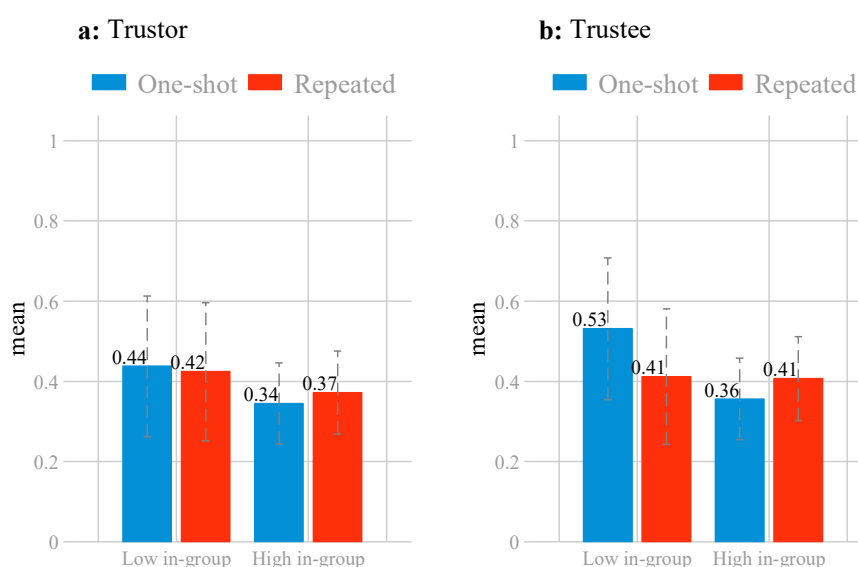 a: Trustor
One-shot Repeated
1
0.8
0.6
0.4
0.2
0
mean
0.44 0.42 0.34 0.37
Low in-group High in-group
b: Trustee
One-shot Repeated
1
0.8
0.6
0.4
0.2
0
mean
0.53 0.41 0.36 0.41
Low in-group High in-group